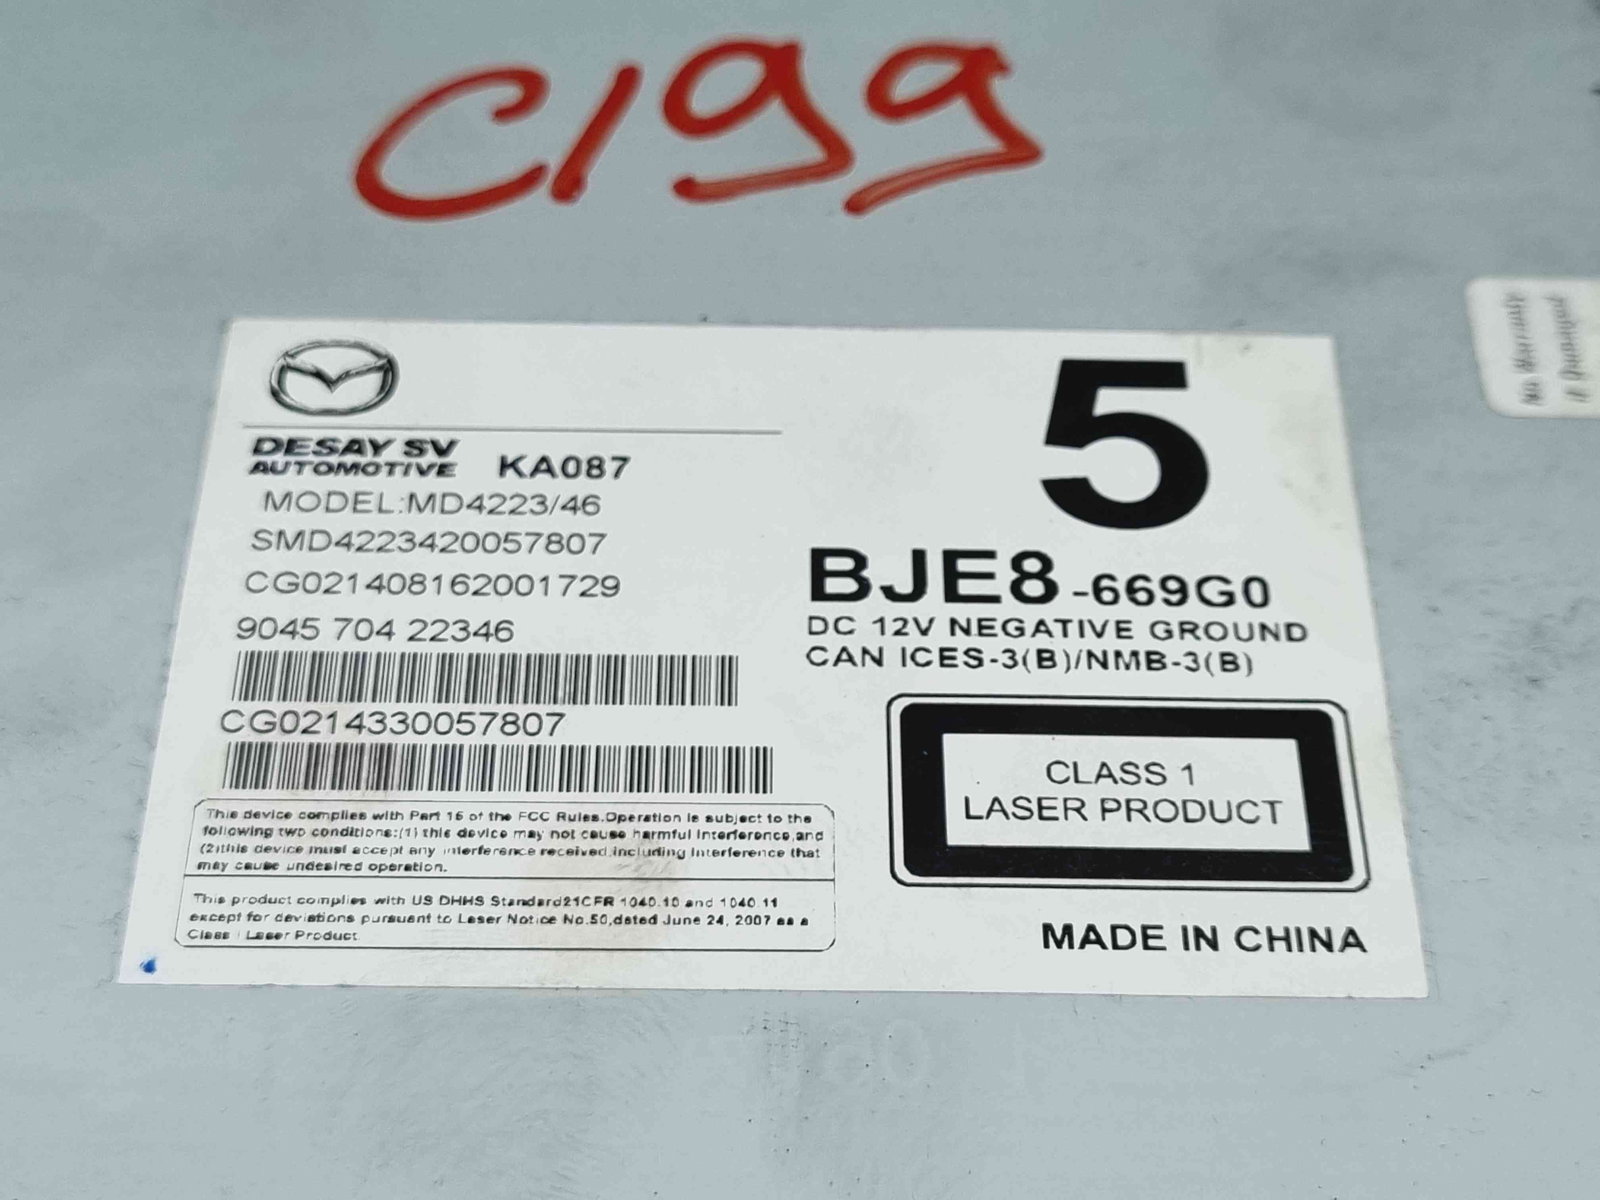 C199
DESAY SV
AUTOMOTIVE KA087
MODEL:MD4223/46
SMD4223420057807
CG021408162001729
9045 704 22346
CG0214330057807
This device complies with Part 15 of the FCC Rules.Operation is subject to the
following two conditions:(1) this device may not cause harmful interference,and
(2)this device must accept any interference received,including interference that
may cause undesired operation.
This product complies with US DHHS Standard21CFR 1040.10 and 1040.11
except for deviations pursuant to Laser Notice No.50,dated June 24, 2007 as a
Class I Laser Product.
5
BJE8-669G0
DC 12V NEGATIVE GROUND
CAN ICES-3(B)/NMB-3(B)
CLASS 1
LASER PRODUCT
MADE IN CHINA
No Warranty
if Damaged